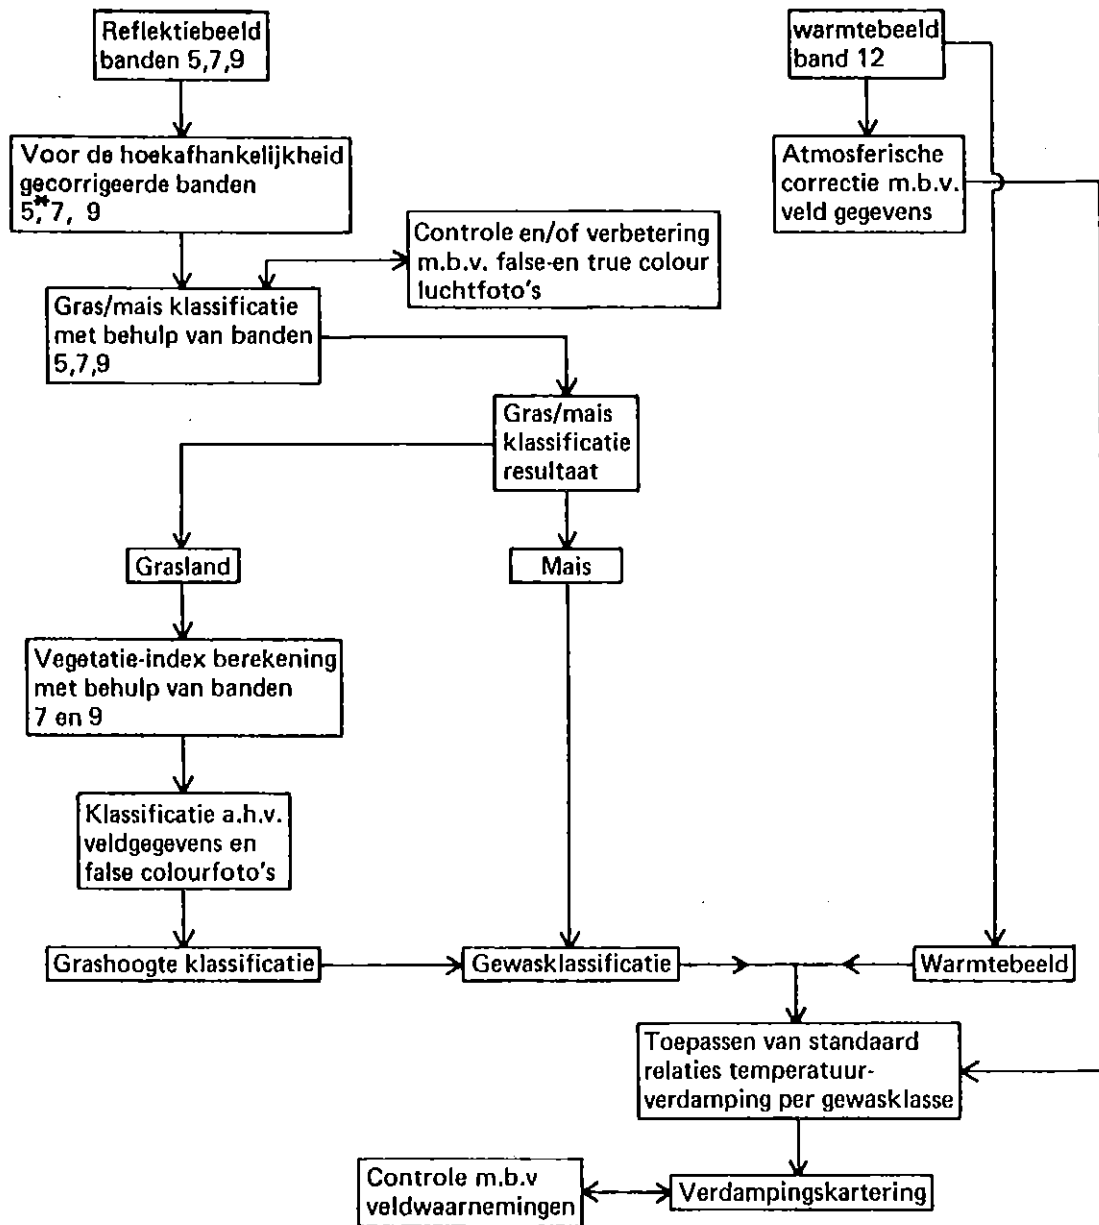 Reflektiebeeld
banden 5,7,9
warmtebeeld
band 12
Voor de hoekafhankelijkheid
gecorrigeerde banden
5,*7, 9
Atmosferische
correctie m.b.v.
veld gegevens
Controle en/of verbetering
m.b.v. false-en true colour
luchtfoto's
Gras/mais klassificatie
met behulp van banden
5,7,9
Gras/mais
klassificatie
resultaat
Grasland
Mais
Vegetatie-index berekening
met behulp van banden
7 en 9
Klassificatie a.h.v.
veldgegevens en
false colourfoto's
Grashoogte klassificatie
Gewasklassificatie
Warmtebeeld
Toepassen van standaard
relaties temperatuur-
verdamping per gewasklasse
Controle m.b.v
veldwaarnemingen
Verdampingskartering